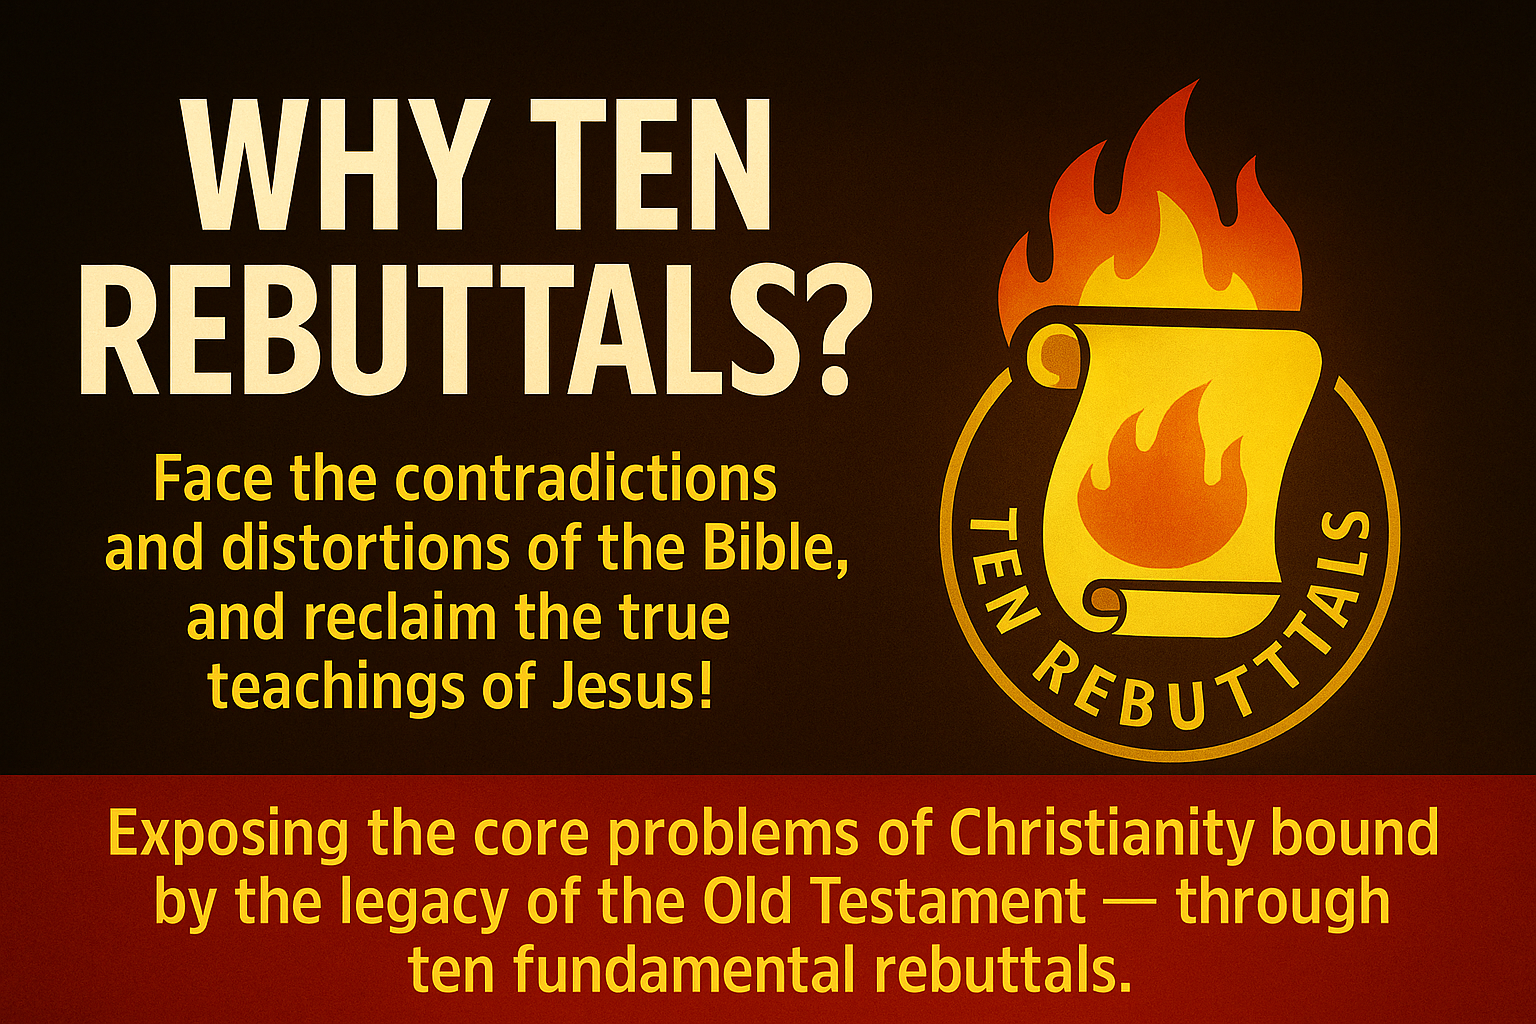 WHY TEN
REBUTTALS?
Face the contradictions
and distortions of the Bible,
and reclaim the true
teachings of Jesus!
TEN REBUTTTALS
Exposing the core problems of Christianity bound
by the legacy of the Old Testament — through
ten fundamental rebuttals.